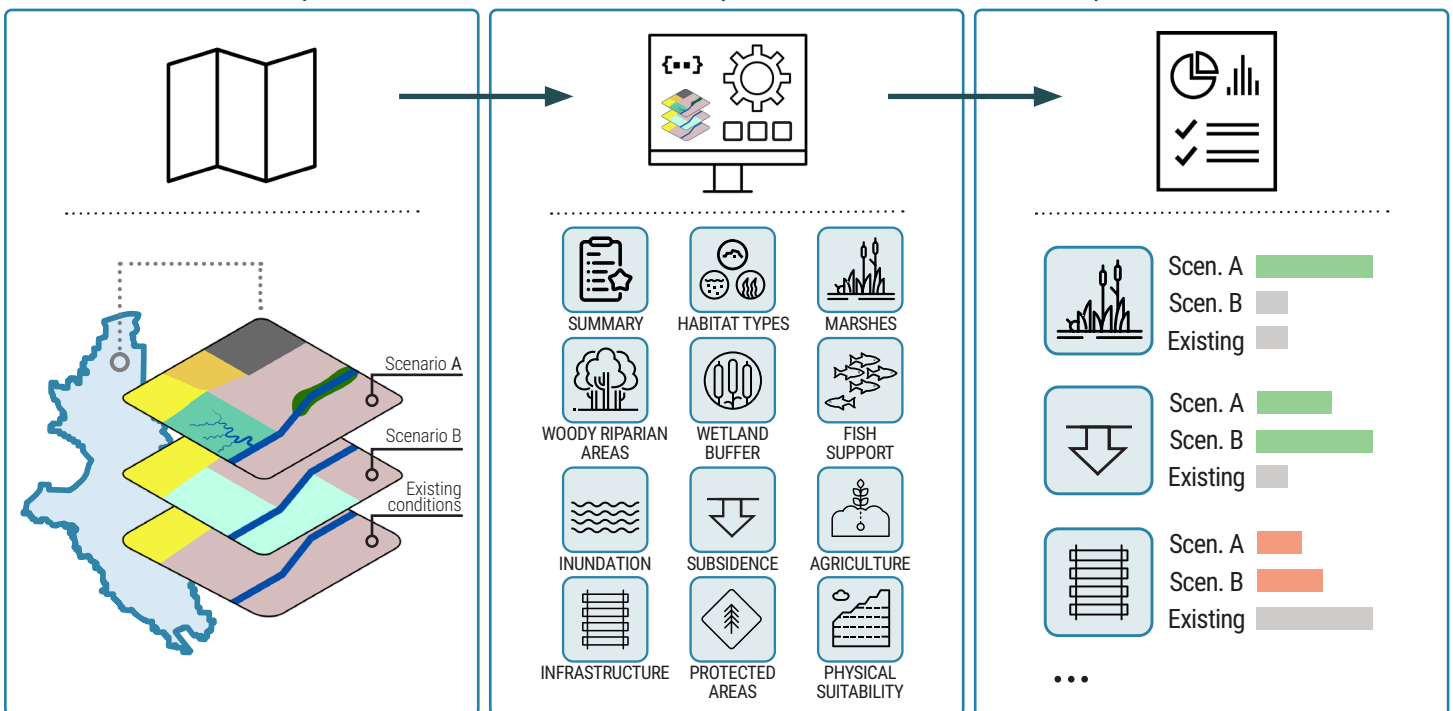 Scenario A
Scenario B
Existing
conditions
{▪▪}
SUMMARY
HABITAT TYPES
MARSHES
WOODY RIPARIAN
AREAS
WETLAND
BUFFER
FISH
SUPPORT
INUNDATION
SUBSIDENCE
AGRICULTURE
INFRASTRUCTURE
PROTECTED
AREAS
PHYSICAL
SUITABILITY
Scen. A
Scen. B
Existing
Scen. A
Scen. B
Existing
Scen. A
Scen. B
Existing
...